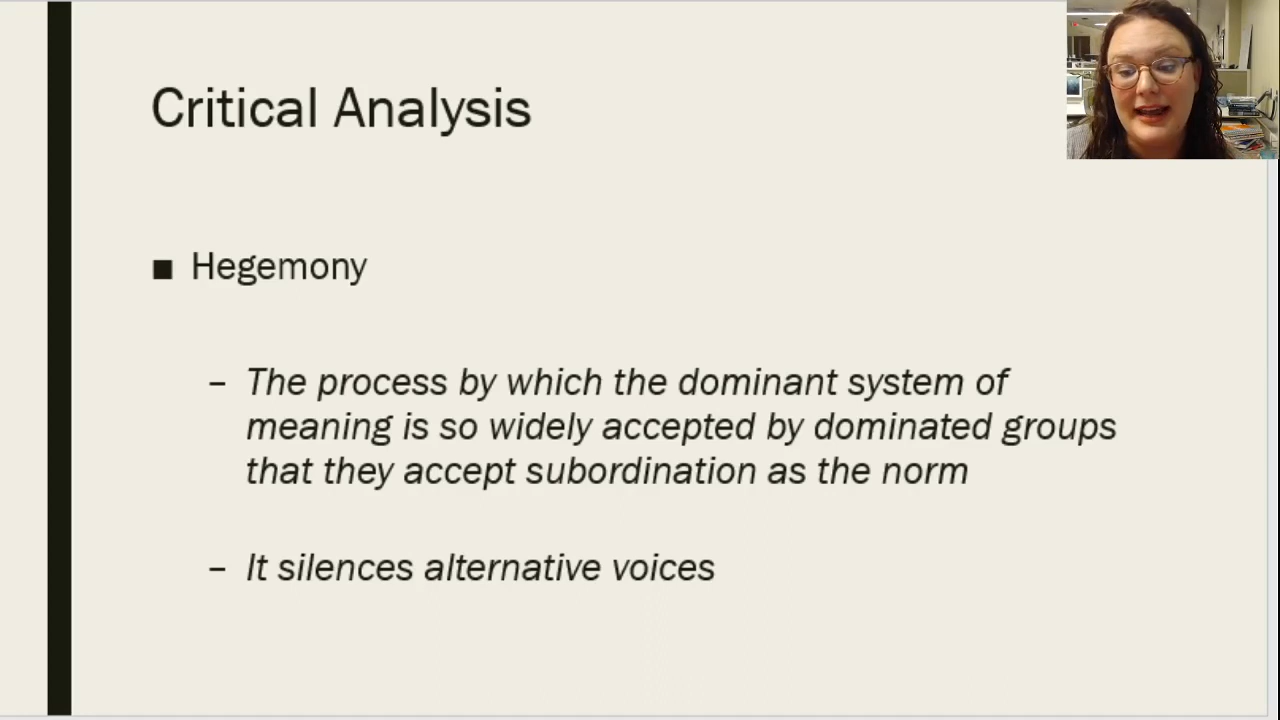 Critical Analysis
■ Hegemony
– The process by which the dominant system of
meaning is so widely accepted by dominated groups
that they accept subordination as the norm
– It silences alternative voices